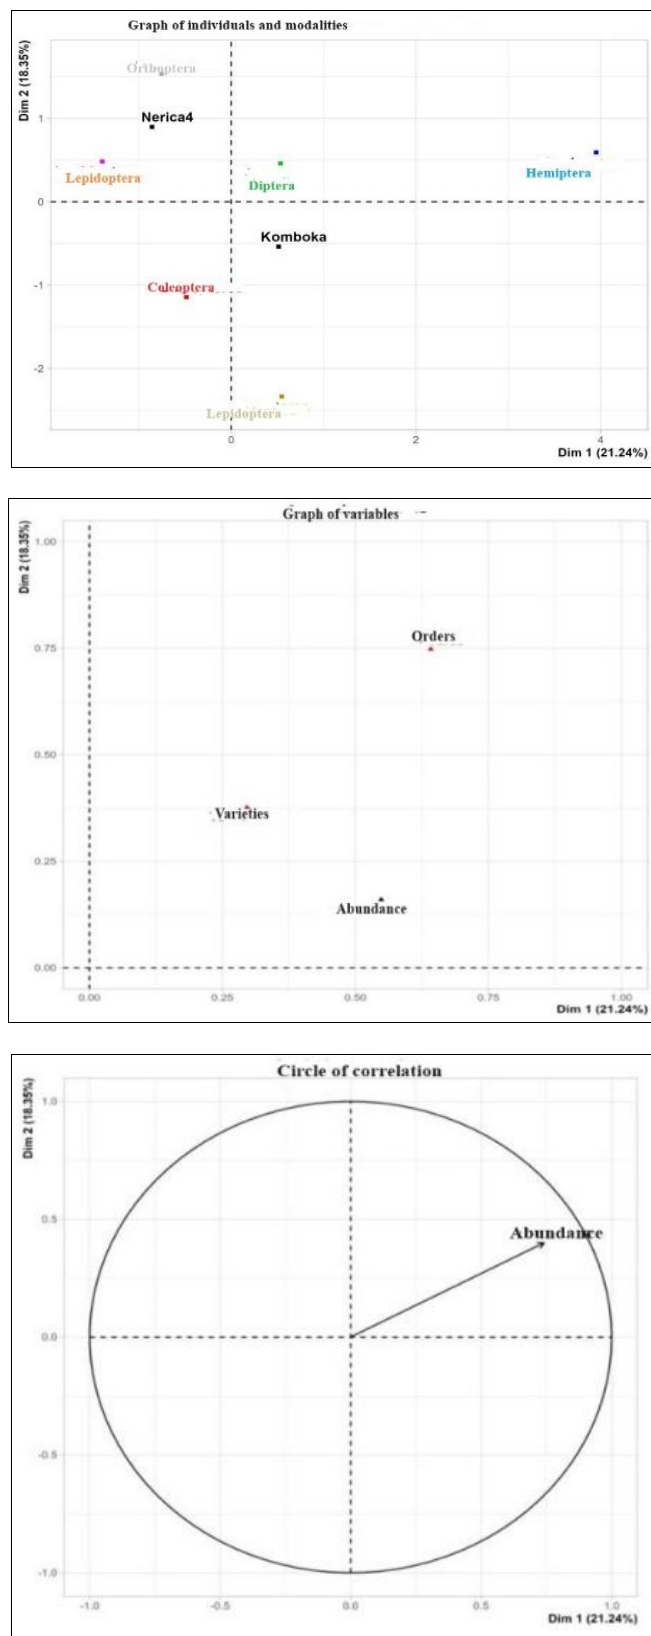 Graph of individuals and modalities
Dim 2 (18.35%)
Orthoptera
Nerica4
1
Lepidoptera
Diptera
Hemiptera
0
Komboka
-1
Coleoptera
-2
Lepidoptera
0 2 4
Dim 1 (21.24%)
Graph of variables
Dim 2 (18.35%)
1.00
Orders
0.75
0.50
Varieties
0.25
Abundance
0.00
0.00 0.25 0.50 0.75 1.00
Dim 1 (21.24%)
Circle of correlation
Dim 2 (18.35%)
1.0
0.5
Abundance
0.0
-0.5
-1.0
-1.0 -0.5 0.0 0.5 1.0
Dim 1 (21.24%)